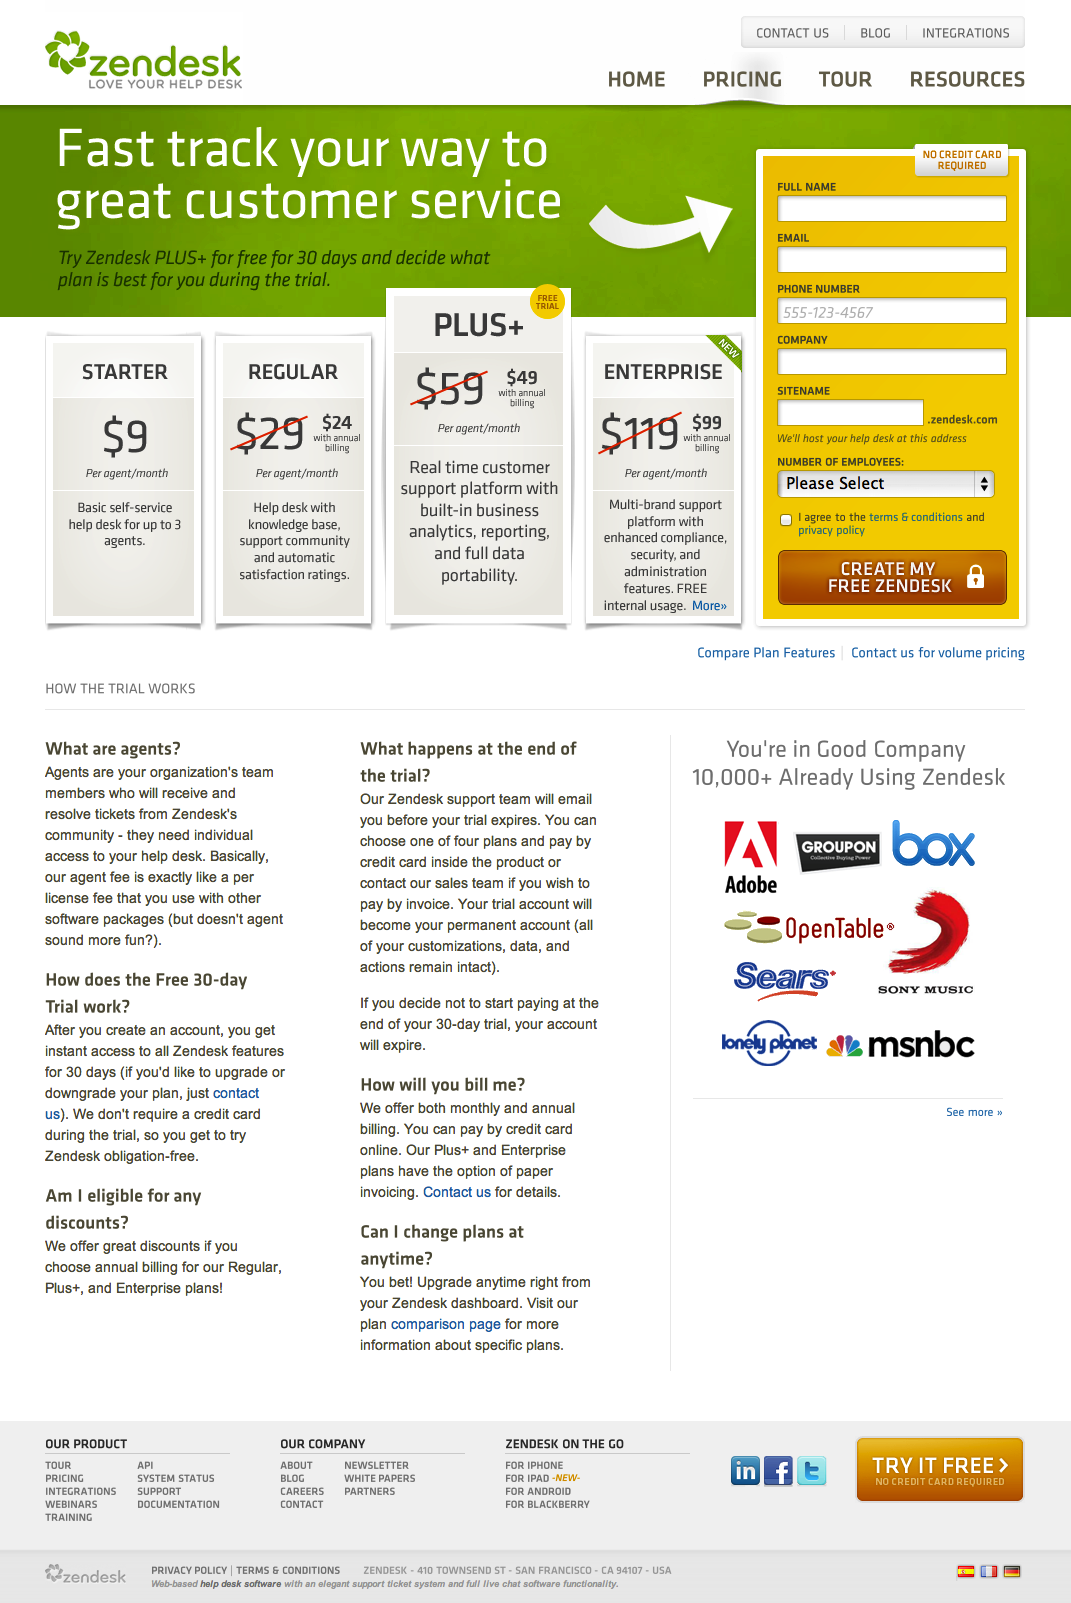 CONTACT US
BLOG
INTEGRATIONS
zendesk
LOVE YOUR HELP DESK
HOME
PRICING
TOUR
RESOURCES
Fast track your way to
great customer service
Try Zendesk PLUS+ for free for 30 days and decide what
plan is best for you during the trial.
STARTER
$9
Per agent/month
Basic self-service
help desk for up to 3
agents.
REGULAR
$29
$24
with annual
billing
Per agent/month
Help desk with
knowledge base,
support community
and automatic
satisfaction ratings.
FREE
TRIAL
PLUS+
$59
$49
with annual
billing
Per agent/month
Real time customer
support platform with
built-in business
analytics, reporting,
and full data
portability.
NEW
ENTERPRISE
$119
$99
with annual
billing
Per agent/month
Multi-brand support
platform with
enhanced compliance,
security, and
administration
features. FREE
internal usage. More»
NO CREDIT CARD
REQUIRED
FULL NAME
EMAIL
PHONE NUMBER
555-123-4567
COMPANY
SITENAME
.zendesk.com
We'll host your help desk at this address
NUMBER OF EMPLOYEES:
Please Select
I agree to the terms & conditions and
privacy policy
CREATE MY
FREE ZENDESK
Compare Plan Features
Contact us for volume pricing
HOW THE TRIAL WORKS
What are agents?
Agents are your organization's team
members who will receive and
resolve tickets from Zendesk's
community - they need individual
access to your help desk. Basically,
our agent fee is exactly like a per
license fee that you use with other
software packages (but doesn't agent
sound more fun?).
How does the Free 30-day
Trial work?
After you create an account, you get
instant access to all Zendesk features
for 30 days (if you'd like to upgrade or
downgrade your plan, just contact
us). We don't require a credit card
during the trial, so you get to try
Zendesk obligation-free.
Am I eligible for any
discounts?
We offer great discounts if you
choose annual billing for our Regular,
Plus+, and Enterprise plans!
What happens at the end of
the trial?
Our Zendesk support team will email
you before your trial expires. You can
choose one of four plans and pay by
credit card inside the product or
contact our sales team if you wish to
pay by invoice. Your trial account will
become your permanent account (all
of your customizations, data, and
actions remain intact).
If you decide not to start paying at the
end of your 30-day trial, your account
will expire.
How will you bill me?
We offer both monthly and annual
billing. You can pay by credit card
online. Our Plus+ and Enterprise
plans have the option of paper
invoicing. Contact us for details.
Can I change plans at
anytime?
You bet! Upgrade anytime right from
your Zendesk dashboard. Visit our
plan comparison page for more
information about specific plans.
You're in Good Company
10,000+ Already Using Zendesk
Adobe
GROUPON
Collective Buying Power
box
OpenTable®
Sears
SONY MUSIC
lonely planet
msnbc
See more »
OUR PRODUCT
TOUR
PRICING
INTEGRATIONS
WEBINARS
TRAINING
API
SYSTEM STATUS
SUPPORT
DOCUMENTATION
OUR COMPANY
ABOUT
BLOG
CAREERS
CONTACT
NEWSLETTER
WHITE PAPERS
PARTNERS
ZENDESK ON THE GO
FOR IPHONE
FOR IPAD -NEW-
FOR ANDROID
FOR BLACKBERRY
in
f
t
TRY IT FREE ›
NO CREDIT CARD REQUIRED
zendesk
PRIVACY POLICY | TERMS & CONDITIONS
ZENDESK - 410 TOWNSEND ST - SAN FRANCISCO - CA 94107 - USA
Web-based help desk software with an elegant support ticket system and full live chat software functionality.